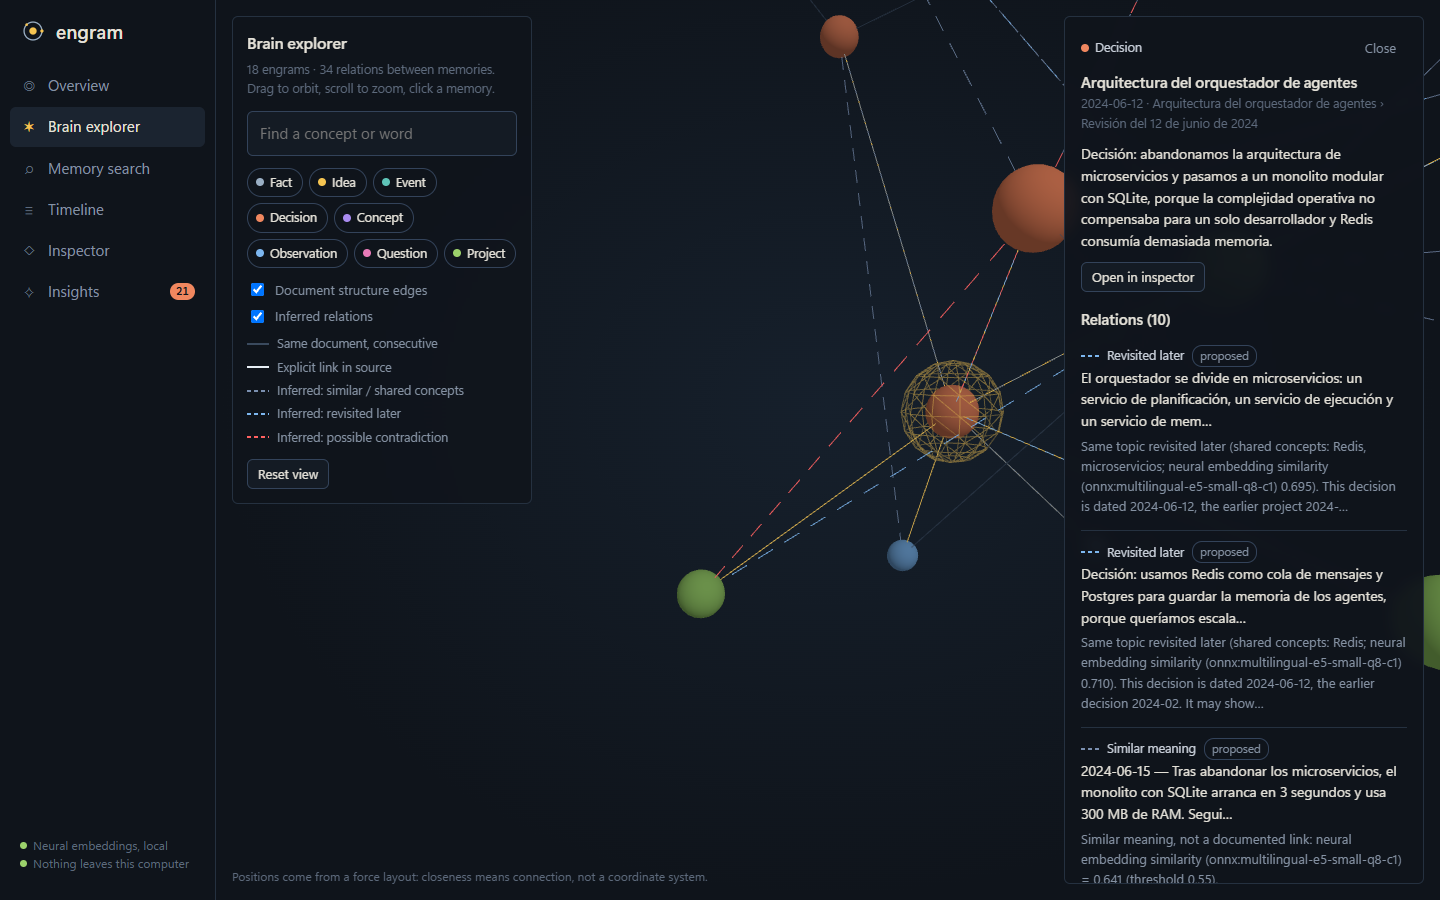 engram
Overview
Brain explorer
Memory search
Timeline
Inspector
Insights 21
Neural embeddings, local
Nothing leaves this computer
Brain explorer
18 engrams · 34 relations between memories.
Drag to orbit, scroll to zoom, click a memory.
Find a concept or word
Fact Idea Event
Decision Concept
Observation Question Project
Document structure edges
Inferred relations
Same document, consecutive
Explicit link in source
Inferred: similar / shared concepts
Inferred: revisited later
Inferred: possible contradiction
Reset view
Positions come from a force layout: closeness means connection, not a coordinate system.
Decision Close
Arquitectura del orquestador de agentes
2024-06-12 · Arquitectura del orquestador de agentes ›
Revisión del 12 de junio de 2024
Decisión: abandonamos la arquitectura de
microservicios y pasamos a un monolito modular
con SQLite, porque la complejidad operativa no
compensaba para un solo desarrollador y Redis
consumía demasiada memoria.
Open in inspector
Relations (10)
Revisited later proposed
El orquestador se divide en microservicios: un
servicio de planificación, un servicio de ejecución y
un servicio de mem...
Same topic revisited later (shared concepts: Redis,
microservicios; neural embedding similarity
(onnx:multilingual-e5-small-q8-c1) 0.695). This decision
is dated 2024-06-12, the earlier project 2024-...
Revisited later proposed
Decisión: usamos Redis como cola de mensajes y
Postgres para guardar la memoria de los agentes,
porque queríamos escala...
Same topic revisited later (shared concepts: Redis; neural
embedding similarity (onnx:multilingual-e5-small-q8-c1)
0.710). This decision is dated 2024-06-12, the earlier
decision 2024-02. It may show...
Similar meaning proposed
2024-06-15 — Tras abandonar los microservicios, el
monolito con SQLite arranca en 3 segundos y usa
300 MB de RAM. Segui...
Similar meaning, not a documented link: neural
embedding similarity (onnx:multilingual-e5-small-q8-c1)
= 0.641 (threshold 0.55).